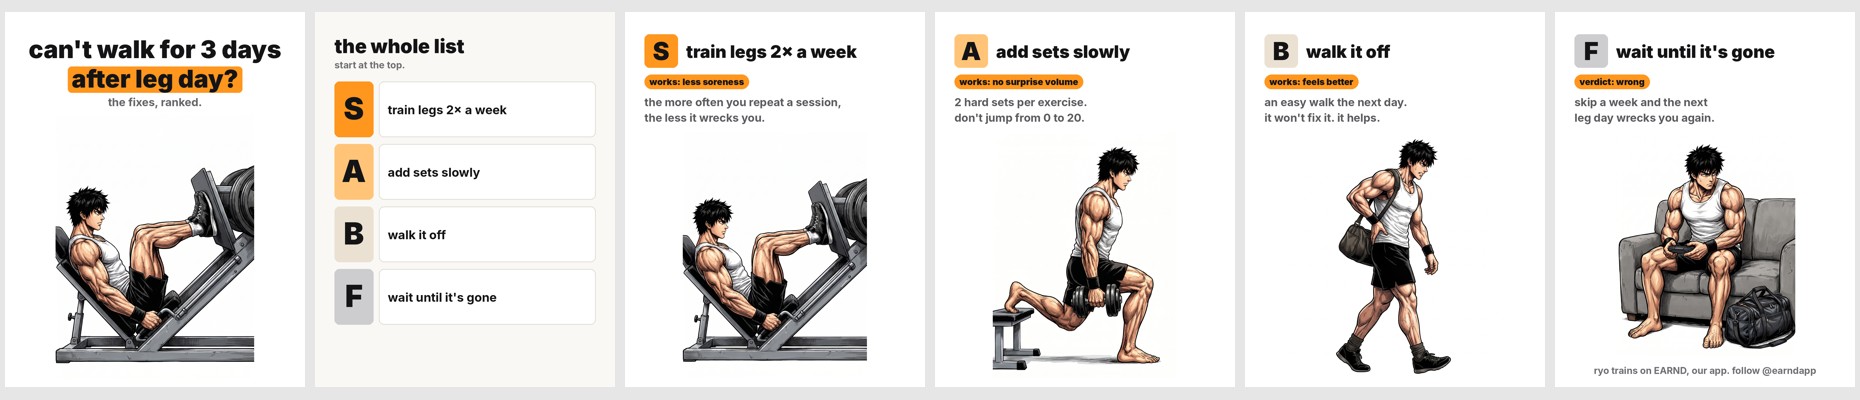 can't walk for 3 days
after leg day?
the fixes, ranked.
the whole list
start at the top.
S
train legs 2× a week
A
add sets slowly
B
walk it off
F
wait until it's gone
S
train legs 2× a week
works: less soreness
the more often you repeat a session,
the less it wrecks you.
A
add sets slowly
works: no surprise volume
2 hard sets per exercise.
don't jump from 0 to 20.
B
walk it off
works: feels better
an easy walk the next day.
it won't fix it. it helps.
F
wait until it's gone
verdict: wrong
skip a week and the next
leg day wrecks you again.
ryo trains on EARND, our app. follow @earndapp